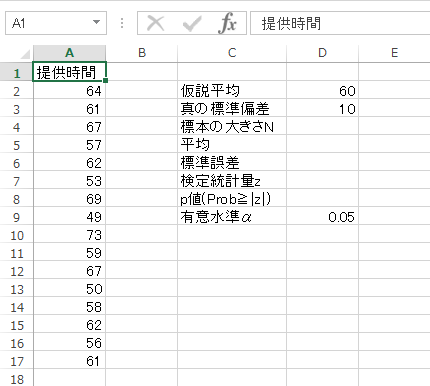 A1 fx 提供時間
A B C D E
1 提供時間
2 64 仮説平均 60
3 61 真の標準偏差 10
4 67 標本の大きさN
5 57 平均
6 62 標準誤差
7 53 検定統計量z
8 69 p値(Prob≧|z|)
9 49 有意水準α 0.05
10 73
11 59
12 67
13 50
14 58
15 62
16 56
17 61
18